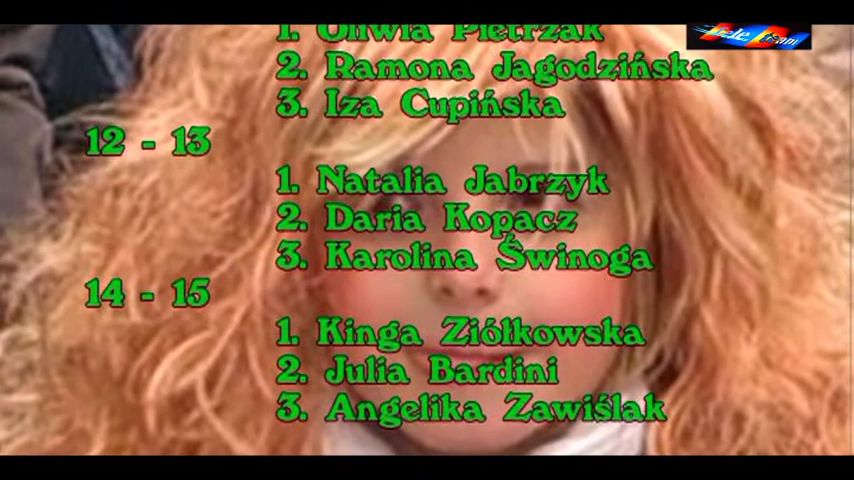 1. Oliwia Pietrzak
2. Ramona Jagodzińska
3. Iza Cupińska
12 - 13
1. Natalia Jabrzyk
2. Daria Kopacz
3. Karolina Świnoga
14 - 15
1. Kinga Ziółkowska
2. Julia Bardini
3. Angelika Zawiślak